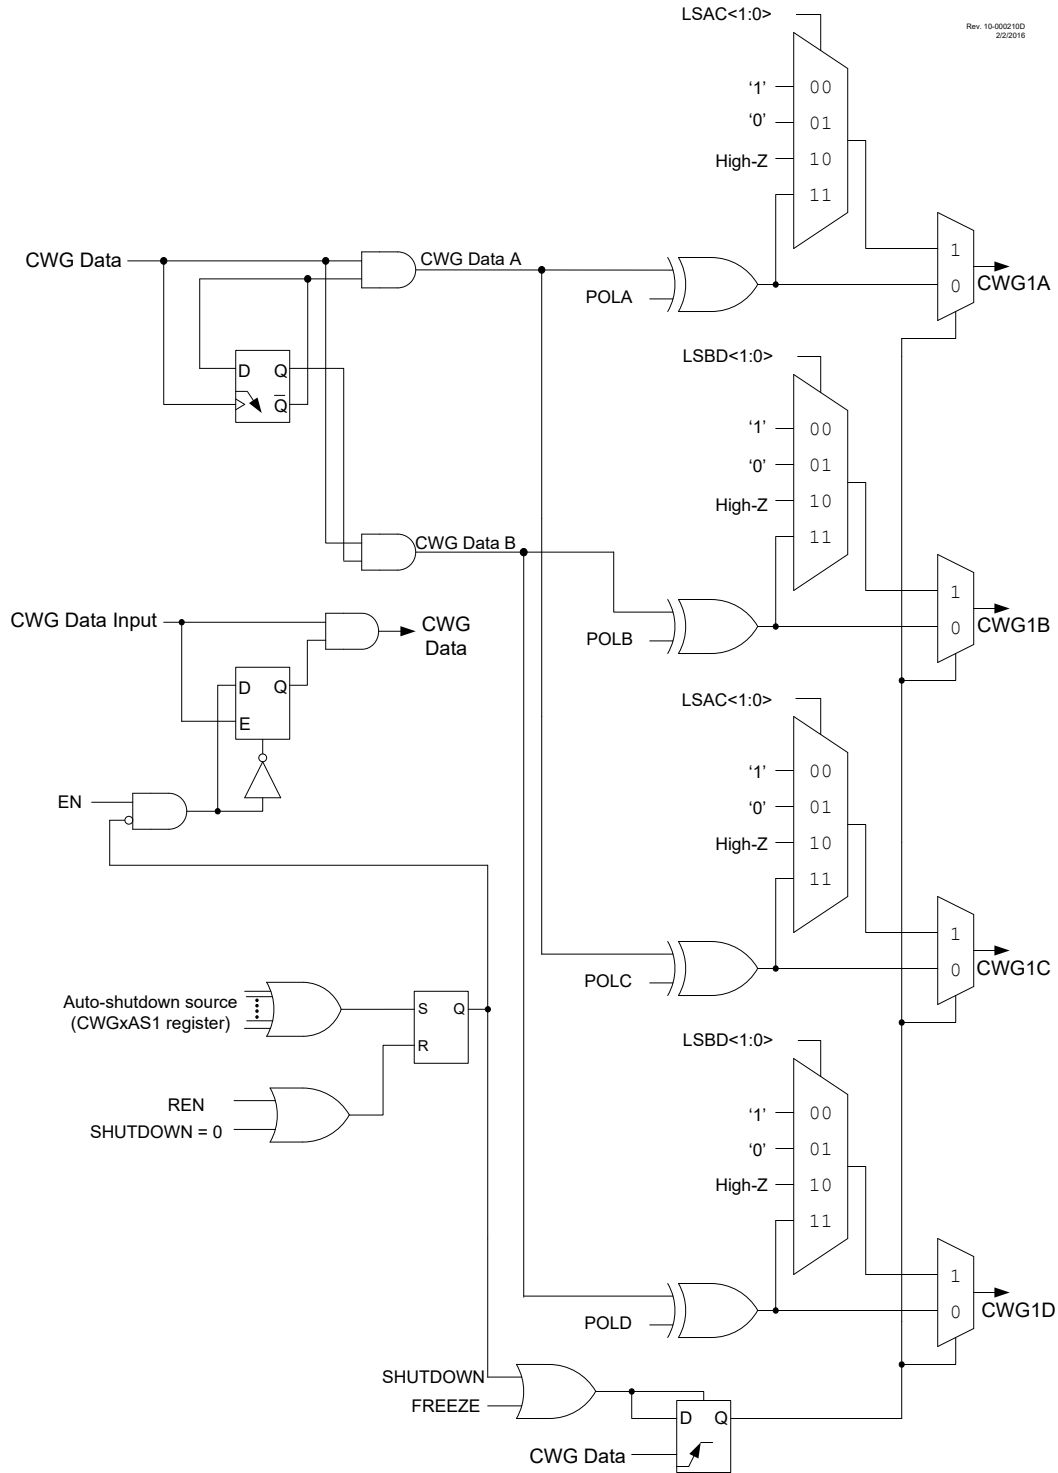 LSAC<1:0>
Rev. 10-000210D
2/2/2016
‘1’ 00
‘0’ 01
High-Z 10
11
CWG Data
CWG Data A
1
0
CWG1A
POLA
LSBD<1:0>
D Q
Q̅
‘1’ 00
‘0’ 01
High-Z 10
11
CWG Data B
1
0
CWG1B
CWG Data Input
CWG
Data
POLB
D Q
E
LSAC<1:0>
‘1’ 00
EN
‘0’ 01
High-Z 10
11
1
0
CWG1C
POLC
Auto-shutdown source
(CWGxAS1 register)
S Q
R
LSBD<1:0>
REN
SHUTDOWN = 0
‘1’ 00
‘0’ 01
High-Z 10
11
1
0
CWG1D
POLD
SHUTDOWN
FREEZE
D Q
CWG Data